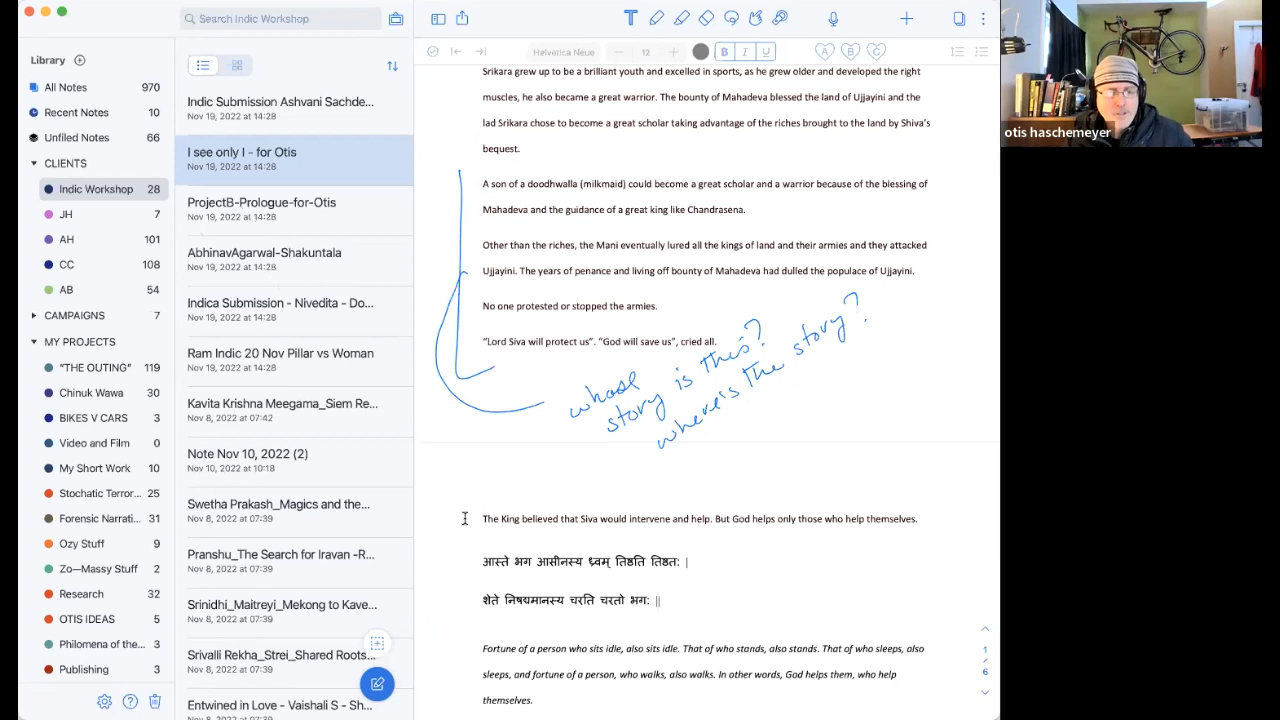 Search Indic Workshop
Library
All Notes 970
Recent Notes 10
Unfiled Notes 66
CLIENTS
Indic Workshop 28
JH 7
AH 101
CC 108
AB 54
CAMPAIGNS 7
MY PROJECTS
“THE OUTING” 119
Chinuk Wawa 30
BIKES V CARS 3
Video and Film 0
My Short Work 10
Stochatic Terror... 25
Forensic Narrati... 31
Ozy Stuff 9
Zo—Massy Stuff 2
Research 32
OTIS IDEAS 5
Philomena of the... 3
Publishing 3
Indic Submission Ashvani Sachde...
Nov 19, 2022 at 14:28
I see only I - for Otis
Nov 19, 2022 at 14:28
ProjectB-Prologue-for-Otis
Nov 19, 2022 at 14:28
AbhinavAgarwal-Shakuntala
Nov 19, 2022 at 14:28
Indica Submission - Nivedita - Do...
Nov 19, 2022 at 14:28
Ram Indic 20 Nov Pillar vs Woman
Nov 19, 2022 at 14:28
Kavita Krishna Meegama_Siem Re...
Nov 8, 2022 at 07:42
Note Nov 10, 2022 (2)
Nov 10, 2022 at 10:18
Swetha Prakash_Magics and the...
Nov 8, 2022 at 07:39
Pranshu_The Search for Iravan -R...
Nov 8, 2022 at 07:39
Srinidhi_Maitreyi_Mekong to Kave...
Nov 8, 2022 at 07:39
Srivalli Rekha_Strei_Shared Roots...
Nov 8, 2022 at 07:39
Entwined in Love - Vaishali S - Sh...
Nov 8, 2022 at 07:39
Helvetica Neue
12
B I U
A B C
Srikara grew up to be a brilliant youth and excelled in sports, as he grew older and developed the right
muscles, he also became a great warrior. The bounty of Mahadeva blessed the land of Ujjayini and the
lad Srikara chose to become a great scholar taking advantage of the riches brought to the land by Shiva’s
bequest.
A son of a doodhwalla (milkmaid) could become a great scholar and a warrior because of the blessing of
Mahadeva and the guidance of a great king like Chandrasena.
Other than the riches, the Mani eventually lured all the kings of land and their armies and they attacked
Ujjayini. The years of penance and living off bounty of Mahadeva had dulled the populace of Ujjayini.
No one protested or stopped the armies.
“Lord Siva will protect us”. “God will save us”, cried all.
whose
story is this?
where's the story?
The King believed that Siva would intervene and help. But God helps only those who help themselves.
आस्ते भग आसीनस्य ध्वम् तिष्ठति तिष्ठतः |
शेते निषद्यमानस्य चरति चरतो भगः ||
Fortune of a person who sits idle, also sits idle. That of who stands, also stands. That of who sleeps, also
sleeps, and fortune of a person, who walks, also walks. In other words, God helps them, who help
themselves.
1
/
6
otis haschemeyer